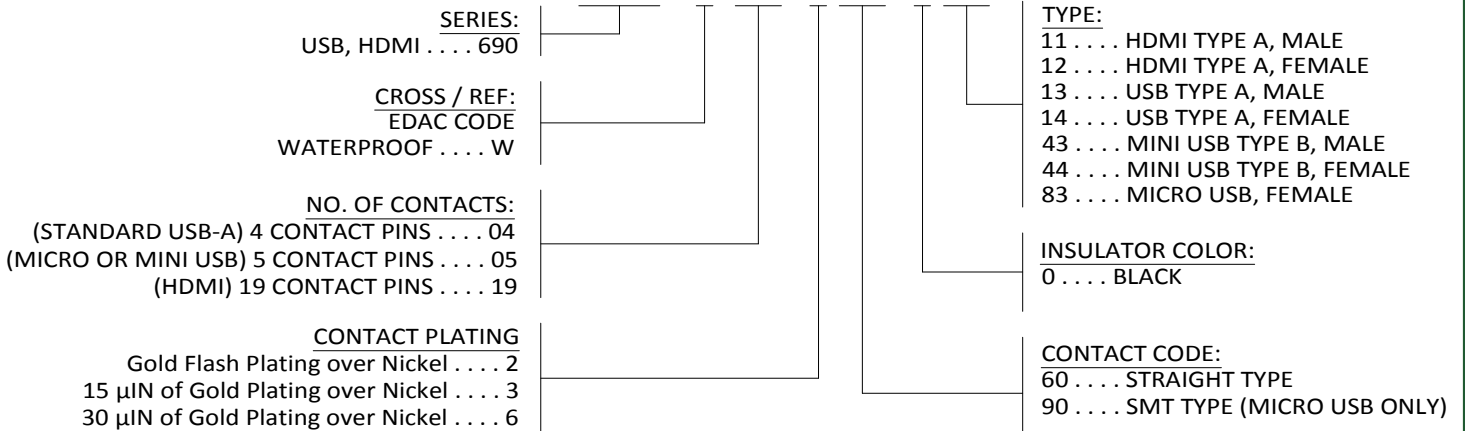 SERIES:
USB, HDMI . . . . 690
CROSS / REF:
EDAC CODE
WATERPROOF . . . . W
NO. OF CONTACTS:
(STANDARD USB-A) 4 CONTACT PINS . . . . 04
(MICRO OR MINI USB) 5 CONTACT PINS . . . . 05
(HDMI) 19 CONTACT PINS . . . . 19
CONTACT PLATING
Gold Flash Plating over Nickel . . . . 2
15 µIN of Gold Plating over Nickel . . . . 3
30 µIN of Gold Plating over Nickel . . . . 6
TYPE:
11 . . . . HDMI TYPE A, MALE
12 . . . . HDMI TYPE A, FEMALE
13 . . . . USB TYPE A, MALE
14 . . . . USB TYPE A, FEMALE
43 . . . . MINI USB TYPE B, MALE
44 . . . . MINI USB TYPE B, FEMALE
83 . . . . MICRO USB, FEMALE
INSULATOR COLOR:
0 . . . . BLACK
CONTACT CODE:
60 . . . . STRAIGHT TYPE
90 . . . . SMT TYPE (MICRO USB ONLY)